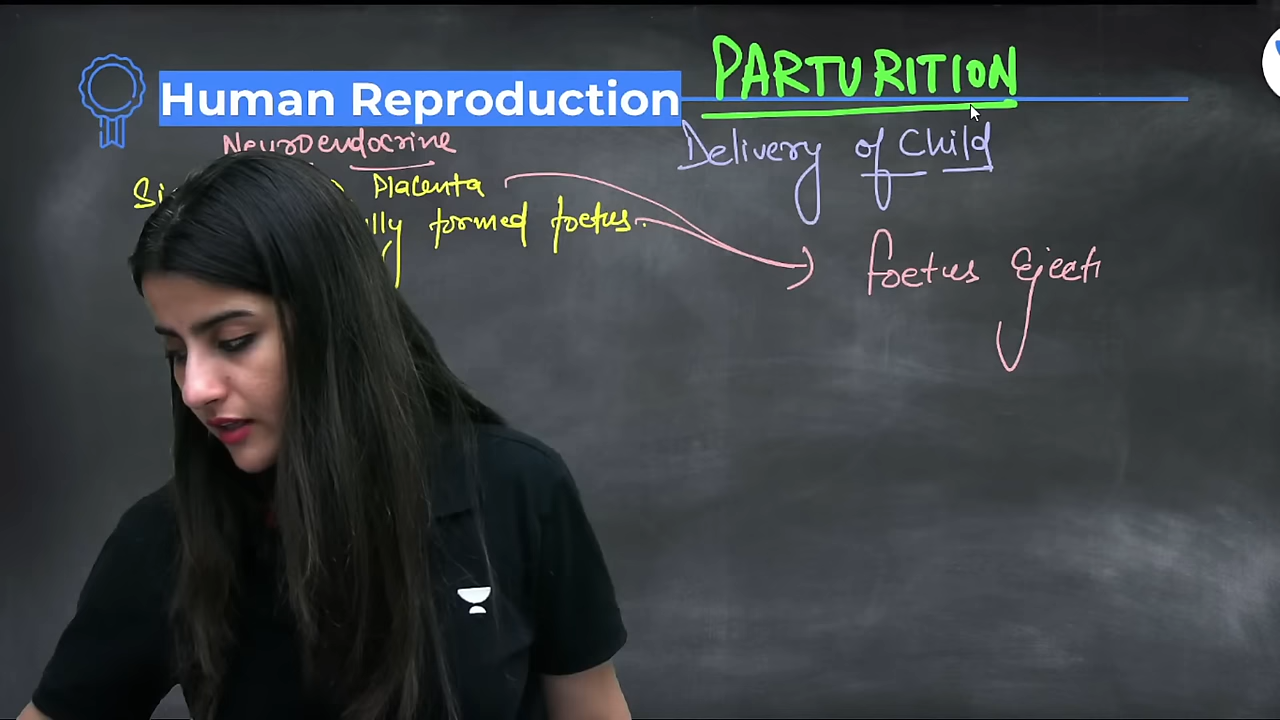 PARTURITION
Human Reproduction
Neuroendocrine
Delivery of Child
Placenta
formed foetus.
foetus Ejecti